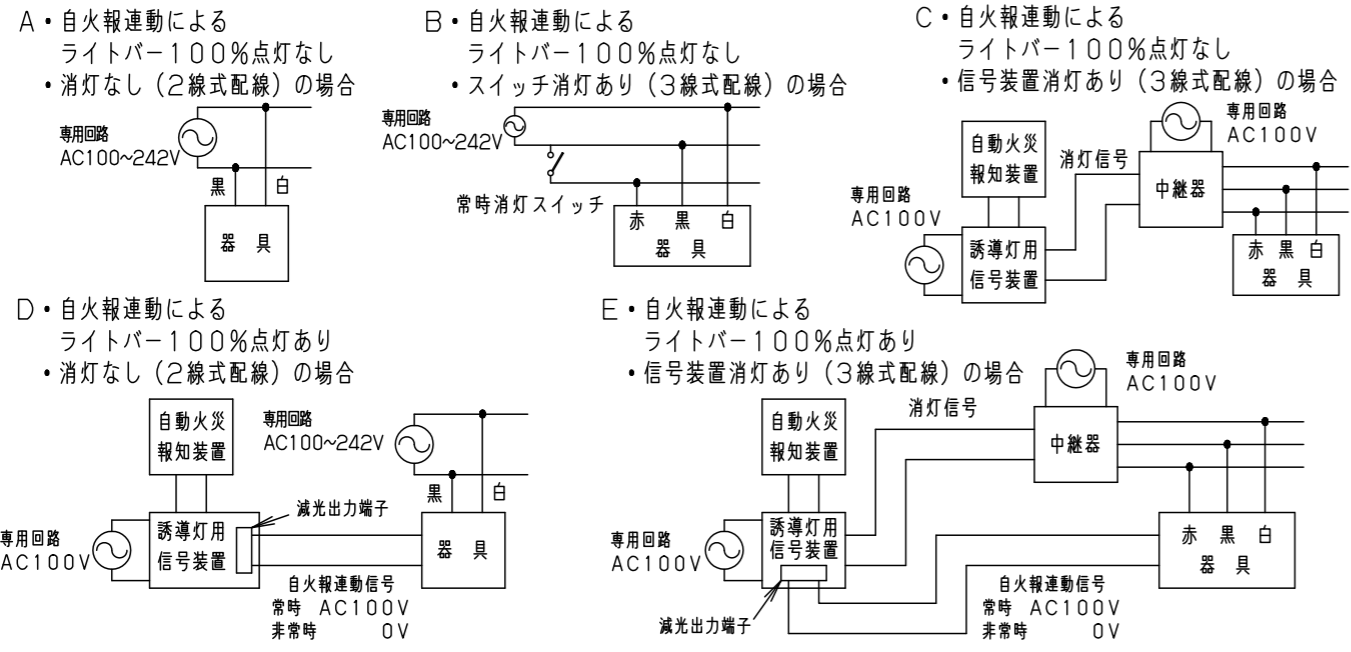 A・自火報連動による
ライトバー１００％点灯なし
・消灯なし（２線式配線）の場合
専用回路
AC100~242V
黒
白
器　具
B・自火報連動による
ライトバー１００％点灯なし
・スイッチ消灯あり（３線式配線）の場合
専用回路
AC100~242V
常時消灯スイッチ
赤　黒　白
器　具
C・自火報連動による
ライトバー１００％点灯なし
・信号装置消灯あり（３線式配線）の場合
専用回路
AC100V
自動火災
報知装置
消灯信号
中継器
専用回路
AC100V
誘導灯用
信号装置
赤　黒　白
器　具
D・自火報連動による
ライトバー１００％点灯あり
・消灯なし（２線式配線）の場合
自動火災
報知装置
専用回路
AC100~242V
黒
白
減光出力端子
専用回路
AC100V
誘導灯用
信号装置
器　具
自火報連動信号
常時　AC100V
非常時　0V
E・自火報連動による
ライトバー１００％点灯あり
・信号装置消灯あり（３線式配線）の場合
専用回路
AC100V
消灯信号
自動火災
報知装置
中継器
専用回路
AC100V
誘導灯用
信号装置
赤　黒　白
器　具
減光出力端子
自火報連動信号
常時　AC100V
非常時　0V